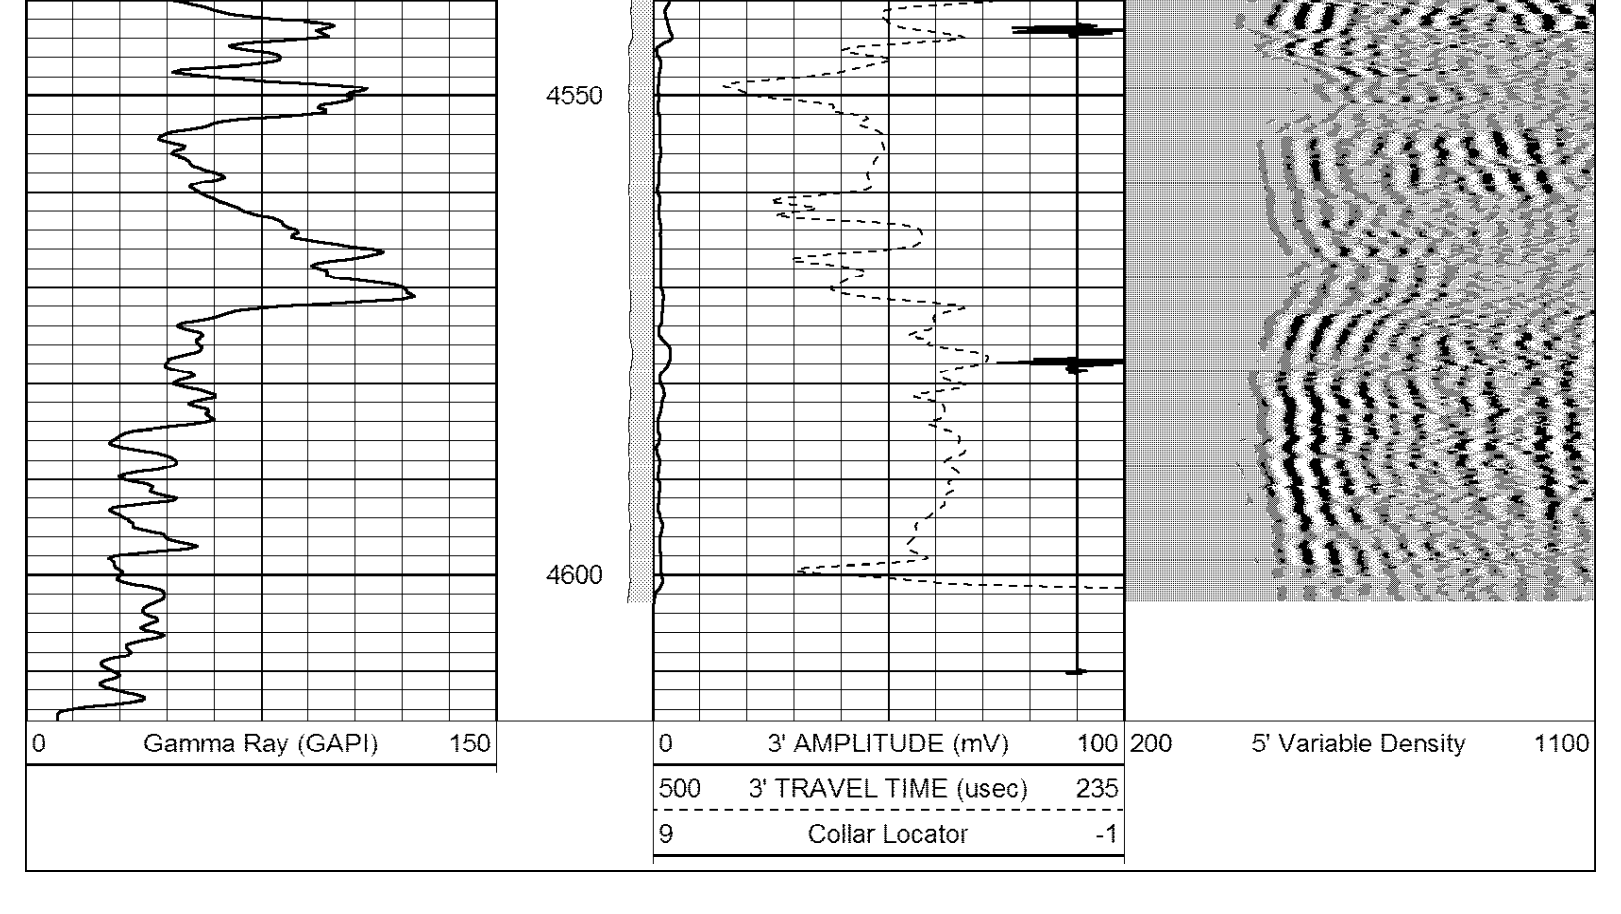 4550
4600
0 Gamma Ray (GAPI) 150
0 3' AMPLITUDE (mV) 100
200 5' Variable Density 1100
500 3' TRAVEL TIME (usec) 235
9 Collar Locator -1